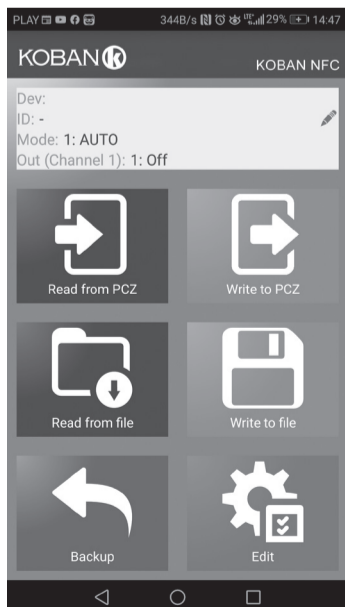 PLAY 344B/s 29% 14:47
KOBAN
KOBAN NFC
Dev:
ID: -
Mode: 1: AUTO
Out (Channel 1): 1: Off
Read from PCZ
Write to PCZ
Read from file
Write to file
Backup
Edit